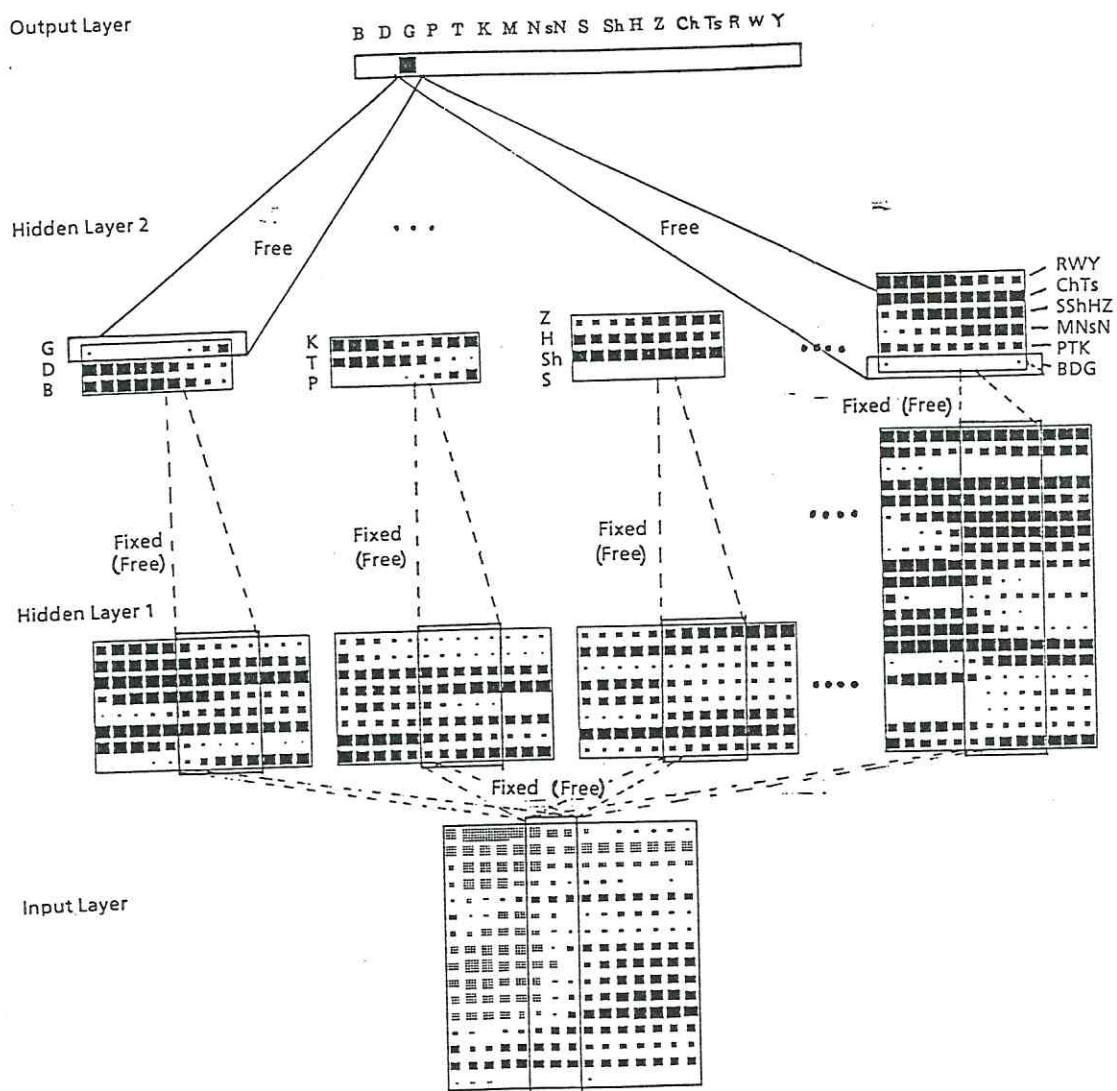 Output Layer
B D G P T K M N sN S Sh H Z Ch Ts R W Y
Hidden Layer 2
Free
Free
RWY
ChTs
SShHZ
MNsN
PTK
BDG
G
D
B
K
T
P
Z
H
Sh
S
Fixed (Free)
Fixed
(Free)
Fixed
(Free)
Fixed
(Free)
Hidden Layer 1
Fixed (Free)
Input Layer